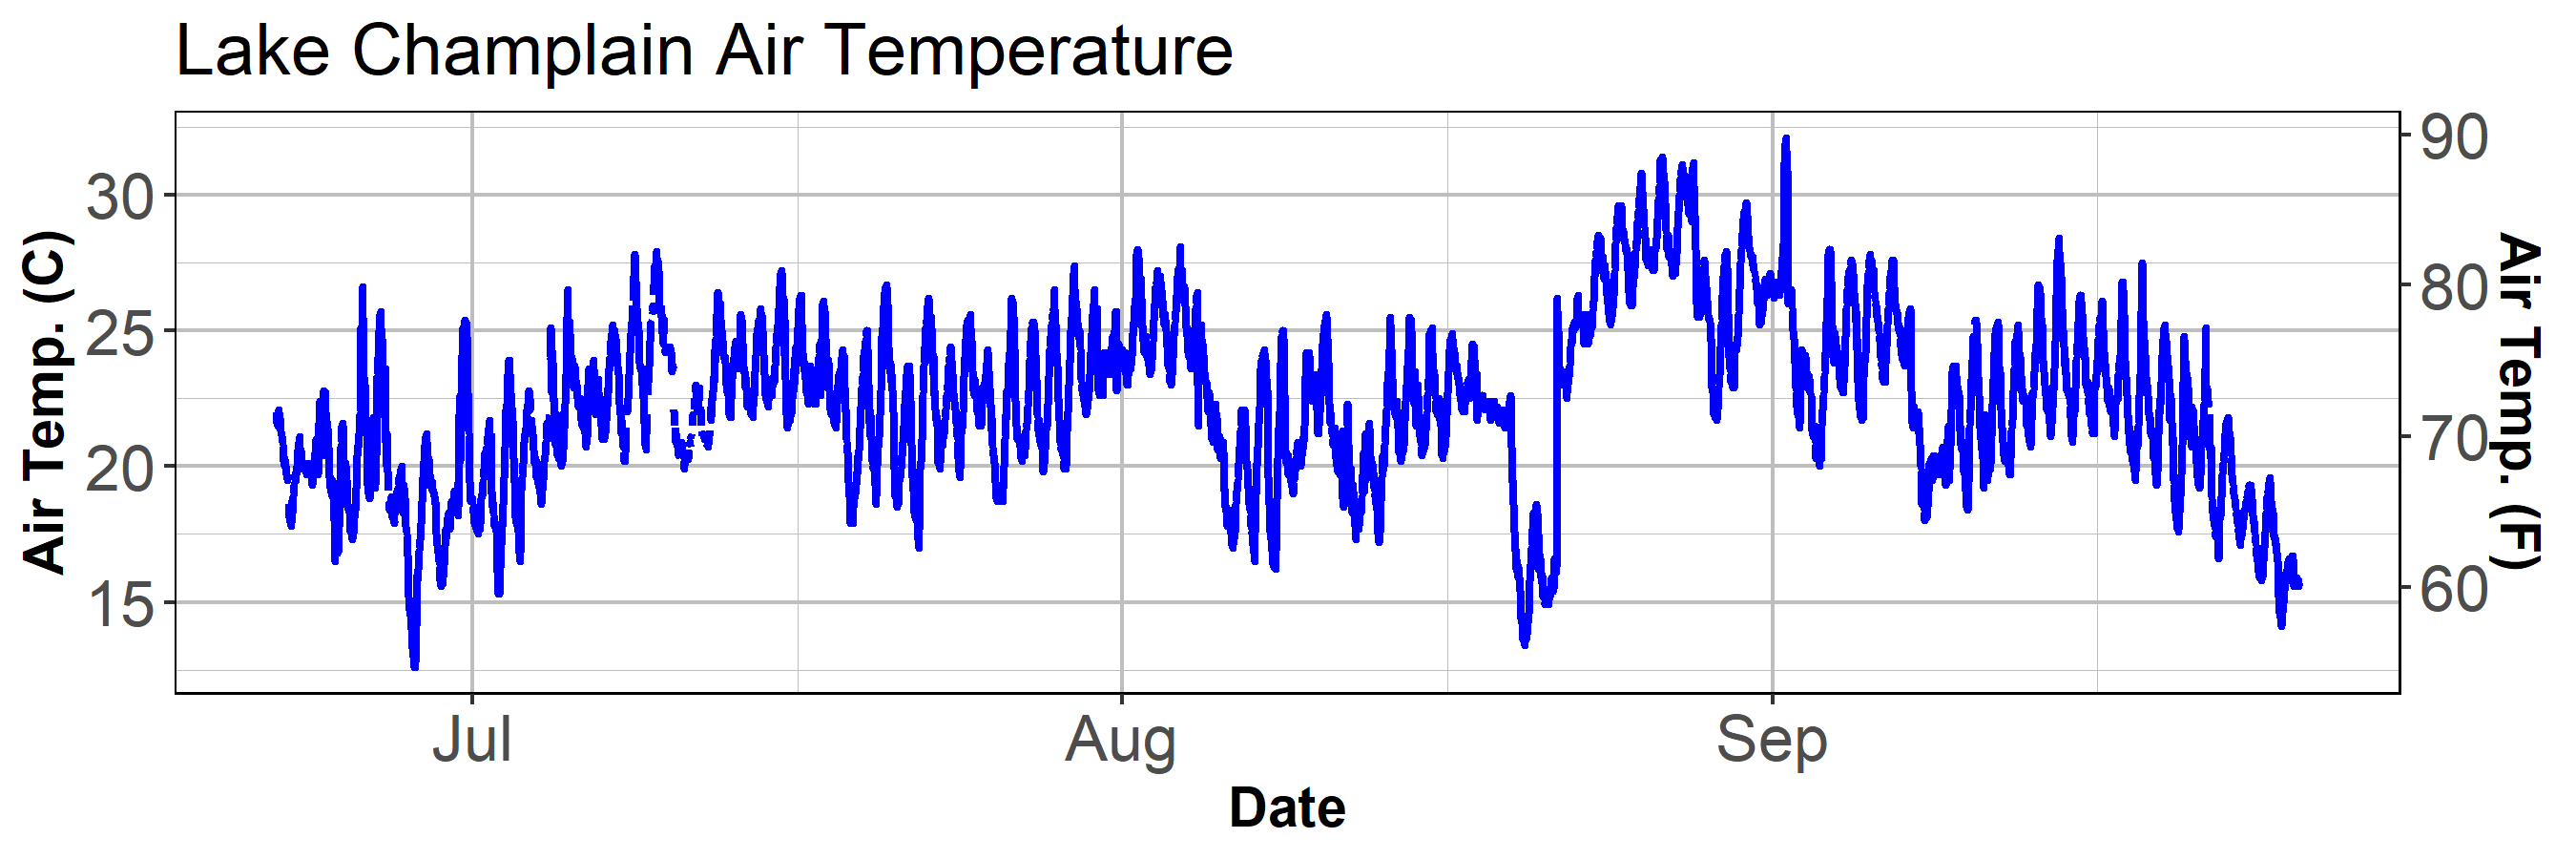 Lake Champlain Air Temperature
Air Temp. (C)
30
25
20
15
90
80
70
60
Air Temp. (F)
Jul
Aug
Sep
Date